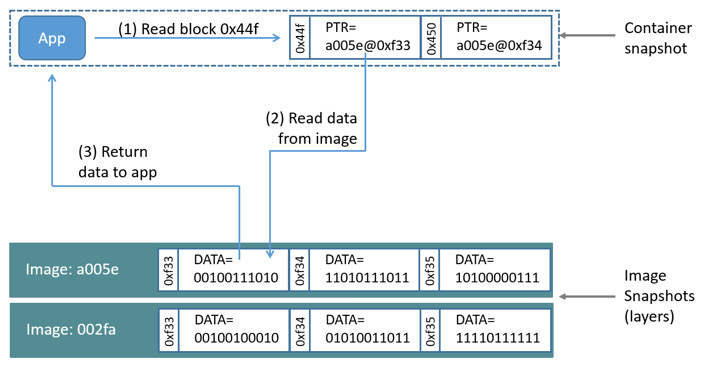 App
(1) Read block 0x44f
0x44f
PTR=
a005e@0xf33
0x450
PTR=
a005e@0xf34
Container
snapshot
(2) Read data
from image
(3) Return
data to app
Image: a005e
0xf33
DATA=
00100111010
0xf34
DATA=
11010111011
0xf35
DATA=
10100000111
Image
Snapshots
(layers)
Image: 002fa
0xf33
DATA=
00100100010
0xf34
DATA=
01010011011
0xf35
DATA=
11110111111